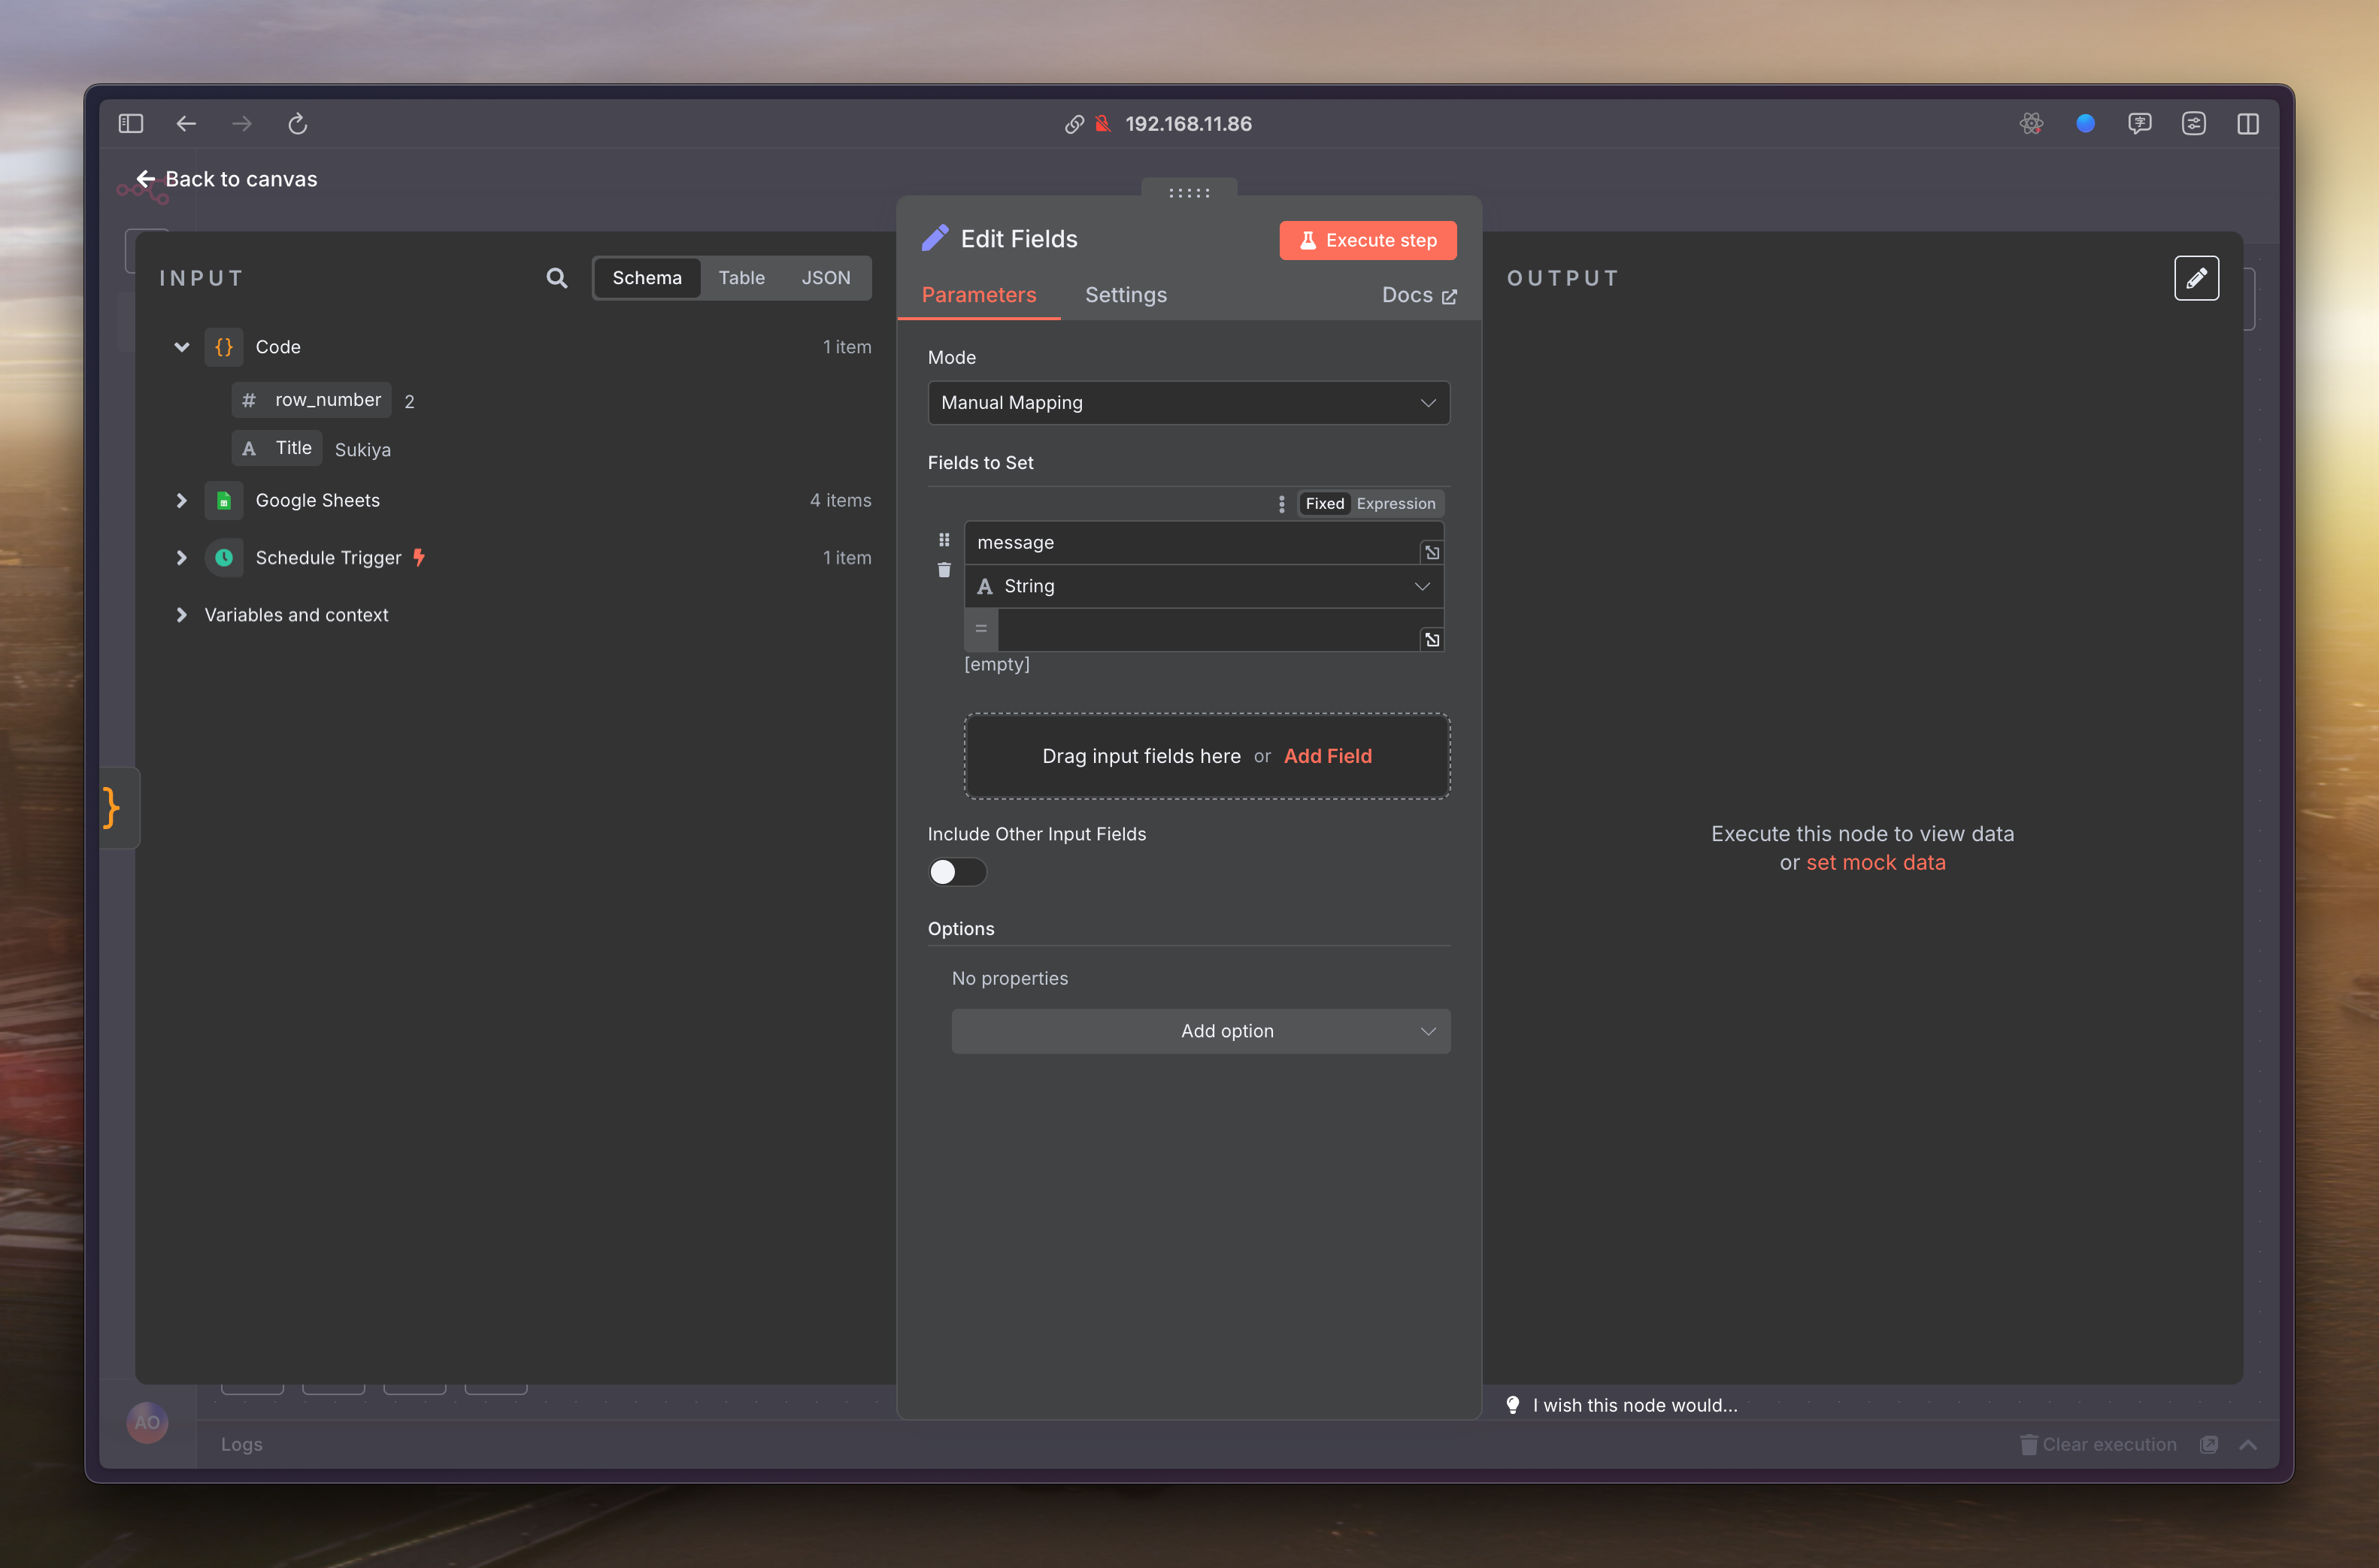 192.168.11.86
Back to canvas
INPUT
Schema
Table
JSON
Code
1 item
# row_number
2
A Title
Sukiya
Google Sheets
4 items
Schedule Trigger
1 item
Variables and context
Edit Fields
Execute step
Parameters
Settings
Docs
Mode
Manual Mapping
Fields to Set
Fixed
Expression
message
A String
=
[empty]
Drag input fields here or Add Field
Include Other Input Fields
Options
No properties
Add option
OUTPUT
Execute this node to view data
or set mock data
I wish this node would...
AO
Logs
Clear execution